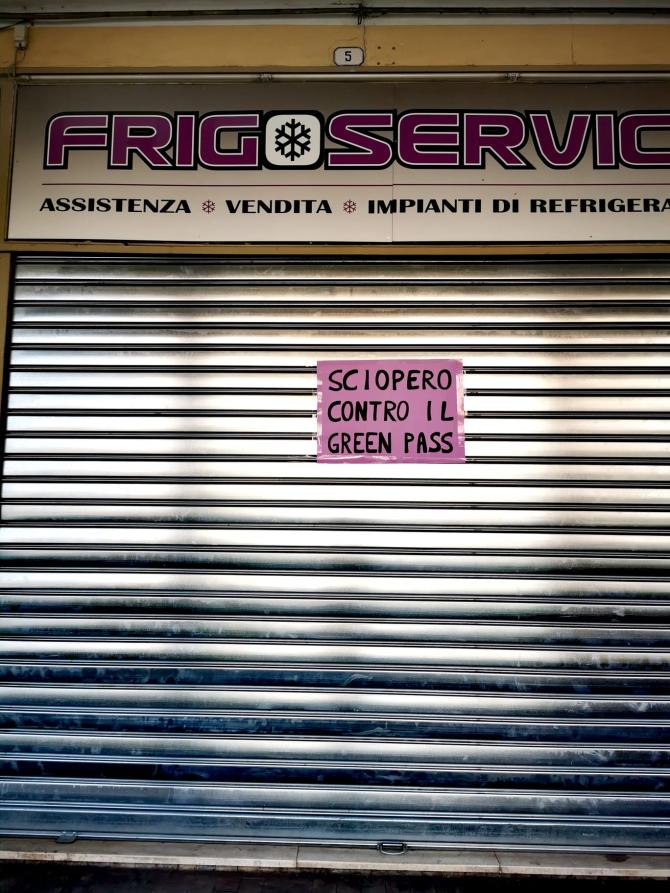 5
FRIGOSERVIC
ASSISTENZA ❄ VENDITA ❄ IMPIANTI DI REFRIGERA
SCIOPERO
CONTRO IL
GREEN PASS